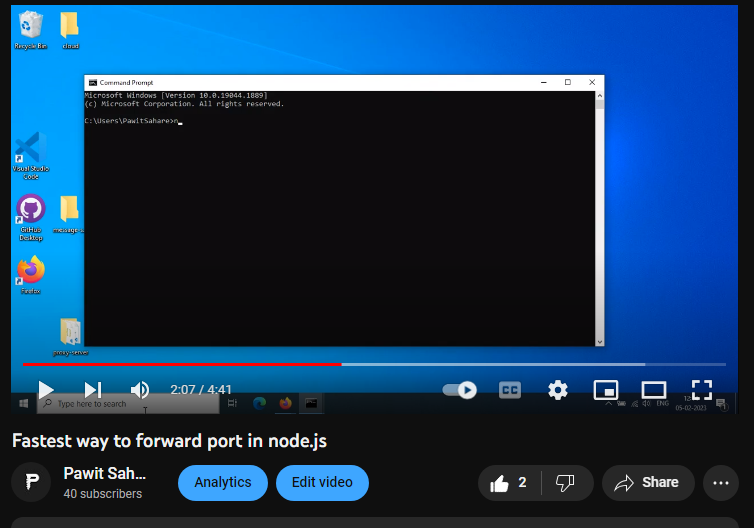 Recycle Bin
cloud
Command Prompt
Microsoft Windows [Version 10.0.19044.1889]
(c) Microsoft Corporation. All rights reserved.
C:\Users\PawitSahare>n
Visual Studio
Code
GitHub
Desktop
message-
Firefox
proxy-server
2:07 / 4:41
CC
Type here to search
ENG
05-02-2023
Fastest way to forward port in node.js
Pawit Sah...
40 subscribers
Analytics
Edit video
2
Share